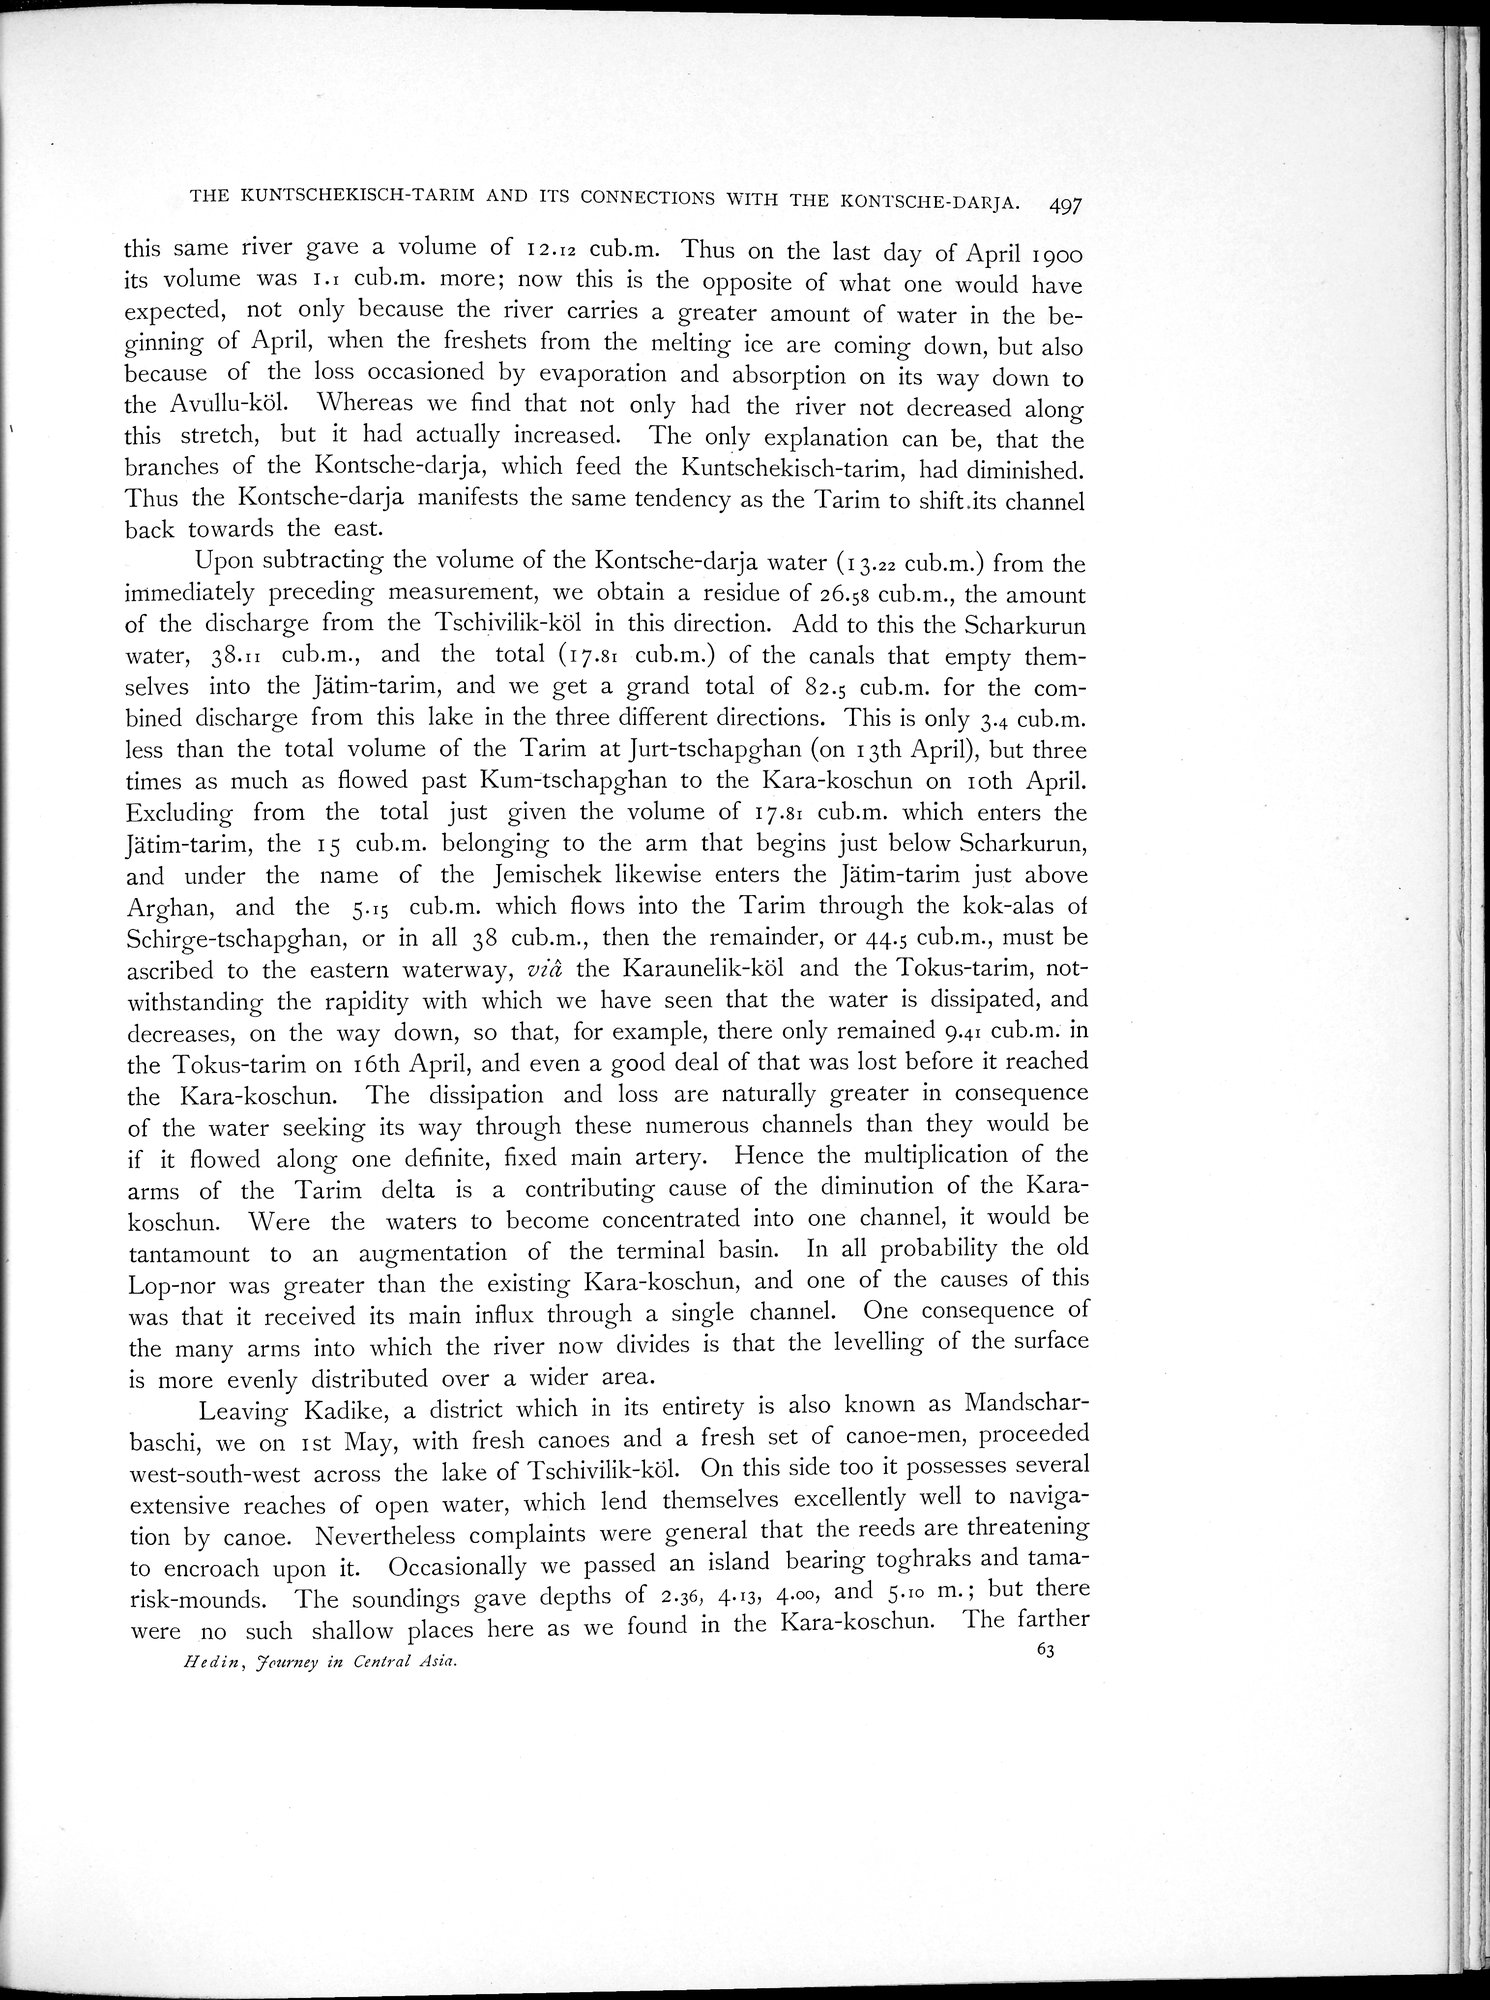 THE KUNTSCHEKISCH-TARIM AND ITS CONNECTIONS WITH THE KONTSCHE-DARJA. 497
this same river gave a volume of 12.12 cub.m. Thus on the last day of April 1900
its volume was 1.1 cub.m. more; now this is the opposite of what one would have
expected, not only because the river carries a greater amount of water in the be-
ginning of April, when the freshets from the melting ice are coming down, but also
because of the loss occasioned by evaporation and absorption on its way down to
the Avullu-köl. Whereas we find that not only had the river not decreased along
this stretch, but it had actually increased. The only explanation can be, that the
branches of the Kontsche-darja, which feed the Kuntschekisch-tarim, had diminished.
Thus the Kontsche-darja manifests the same tendency as the Tarim to shift its channel
back towards the east.
Upon subtracting the volume of the Kontsche-darja water (13.22 cub.m.) from the
immediately preceding measurement, we obtain a residue of 26.58 cub.m., the amount
of the discharge from the Tschivilik-köl in this direction. Add to this the Scharkurun
water, 38.11 cub.m., and the total (17.81 cub.m.) of the canals that empty them-
selves into the Jätim-tarim, and we get a grand total of 82.5 cub.m. for the com-
bined discharge from this lake in the three different directions. This is only 3.4 cub.m.
less than the total volume of the Tarim at Jurt-tschapghan (on 13th April), but three
times as much as flowed past Kum-tschapghan to the Kara-koschun on 10th April.
Excluding from the total just given the volume of 17.81 cub.m. which enters the
Jätim-tarim, the 15 cub.m. belonging to the arm that begins just below Scharkurun,
and under the name of the Jemischek likewise enters the Jätim-tarim just above
Arghan, and the 5.15 cub.m. which flows into the Tarim through the kok-alas of
Schirge-tschapghan, or in all 38 cub.m., then the remainder, or 44.5 cub.m., must be
ascribed to the eastern waterway, viâ the Karaunelik-köl and the Tokus-tarim, not-
withstanding the rapidity with which we have seen that the water is dissipated, and
decreases, on the way down, so that, for example, there only remained 9.41 cub.m. in
the Tokus-tarim on 16th April, and even a good deal of that was lost before it reached
the Kara-koschun. The dissipation and loss are naturally greater in consequence
of the water seeking its way through these numerous channels than they would be
if it flowed along one definite, fixed main artery. Hence the multiplication of the
arms of the Tarim delta is a contributing cause of the diminution of the Kara-
koschun. Were the waters to become concentrated into one channel, it would be
tantamount to an augmentation of the terminal basin. In all probability the old
Lop-nor was greater than the existing Kara-koschun, and one of the causes of this
was that it received its main influx through a single channel. One consequence of
the many arms into which the river now divides is that the levelling of the surface
is more evenly distributed over a wider area.
Leaving Kadike, a district which in its entirety is also known as Mandschar-
baschi, we on 1st May, with fresh canoes and a fresh set of canoe-men, proceeded
west-south-west across the lake of Tschivilik-köl. On this side too it possesses several
extensive reaches of open water, which lend themselves excellently well to naviga-
tion by canoe. Nevertheless complaints were general that the reeds are threatening
to encroach upon it. Occasionally we passed an island bearing toghraks and tama-
risk-mounds. The soundings gave depths of 2.36, 4.13, 4.00, and 5.10 m.; but there
were no such shallow places here as we found in the Kara-koschun. The farther
Hedin, Journey in Central Asia. 63